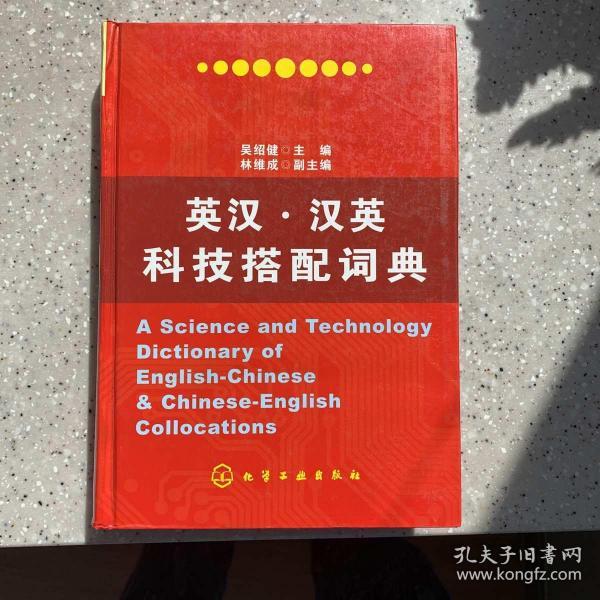 吴绍健◎主 编
林维成◎副主编
英汉·汉英
科技搭配词典
A Science and Technology
Dictionary of
English-Chinese
& Chinese-English
Collocations
化学工业出版社
孔夫子旧书网
www.kongfz.com